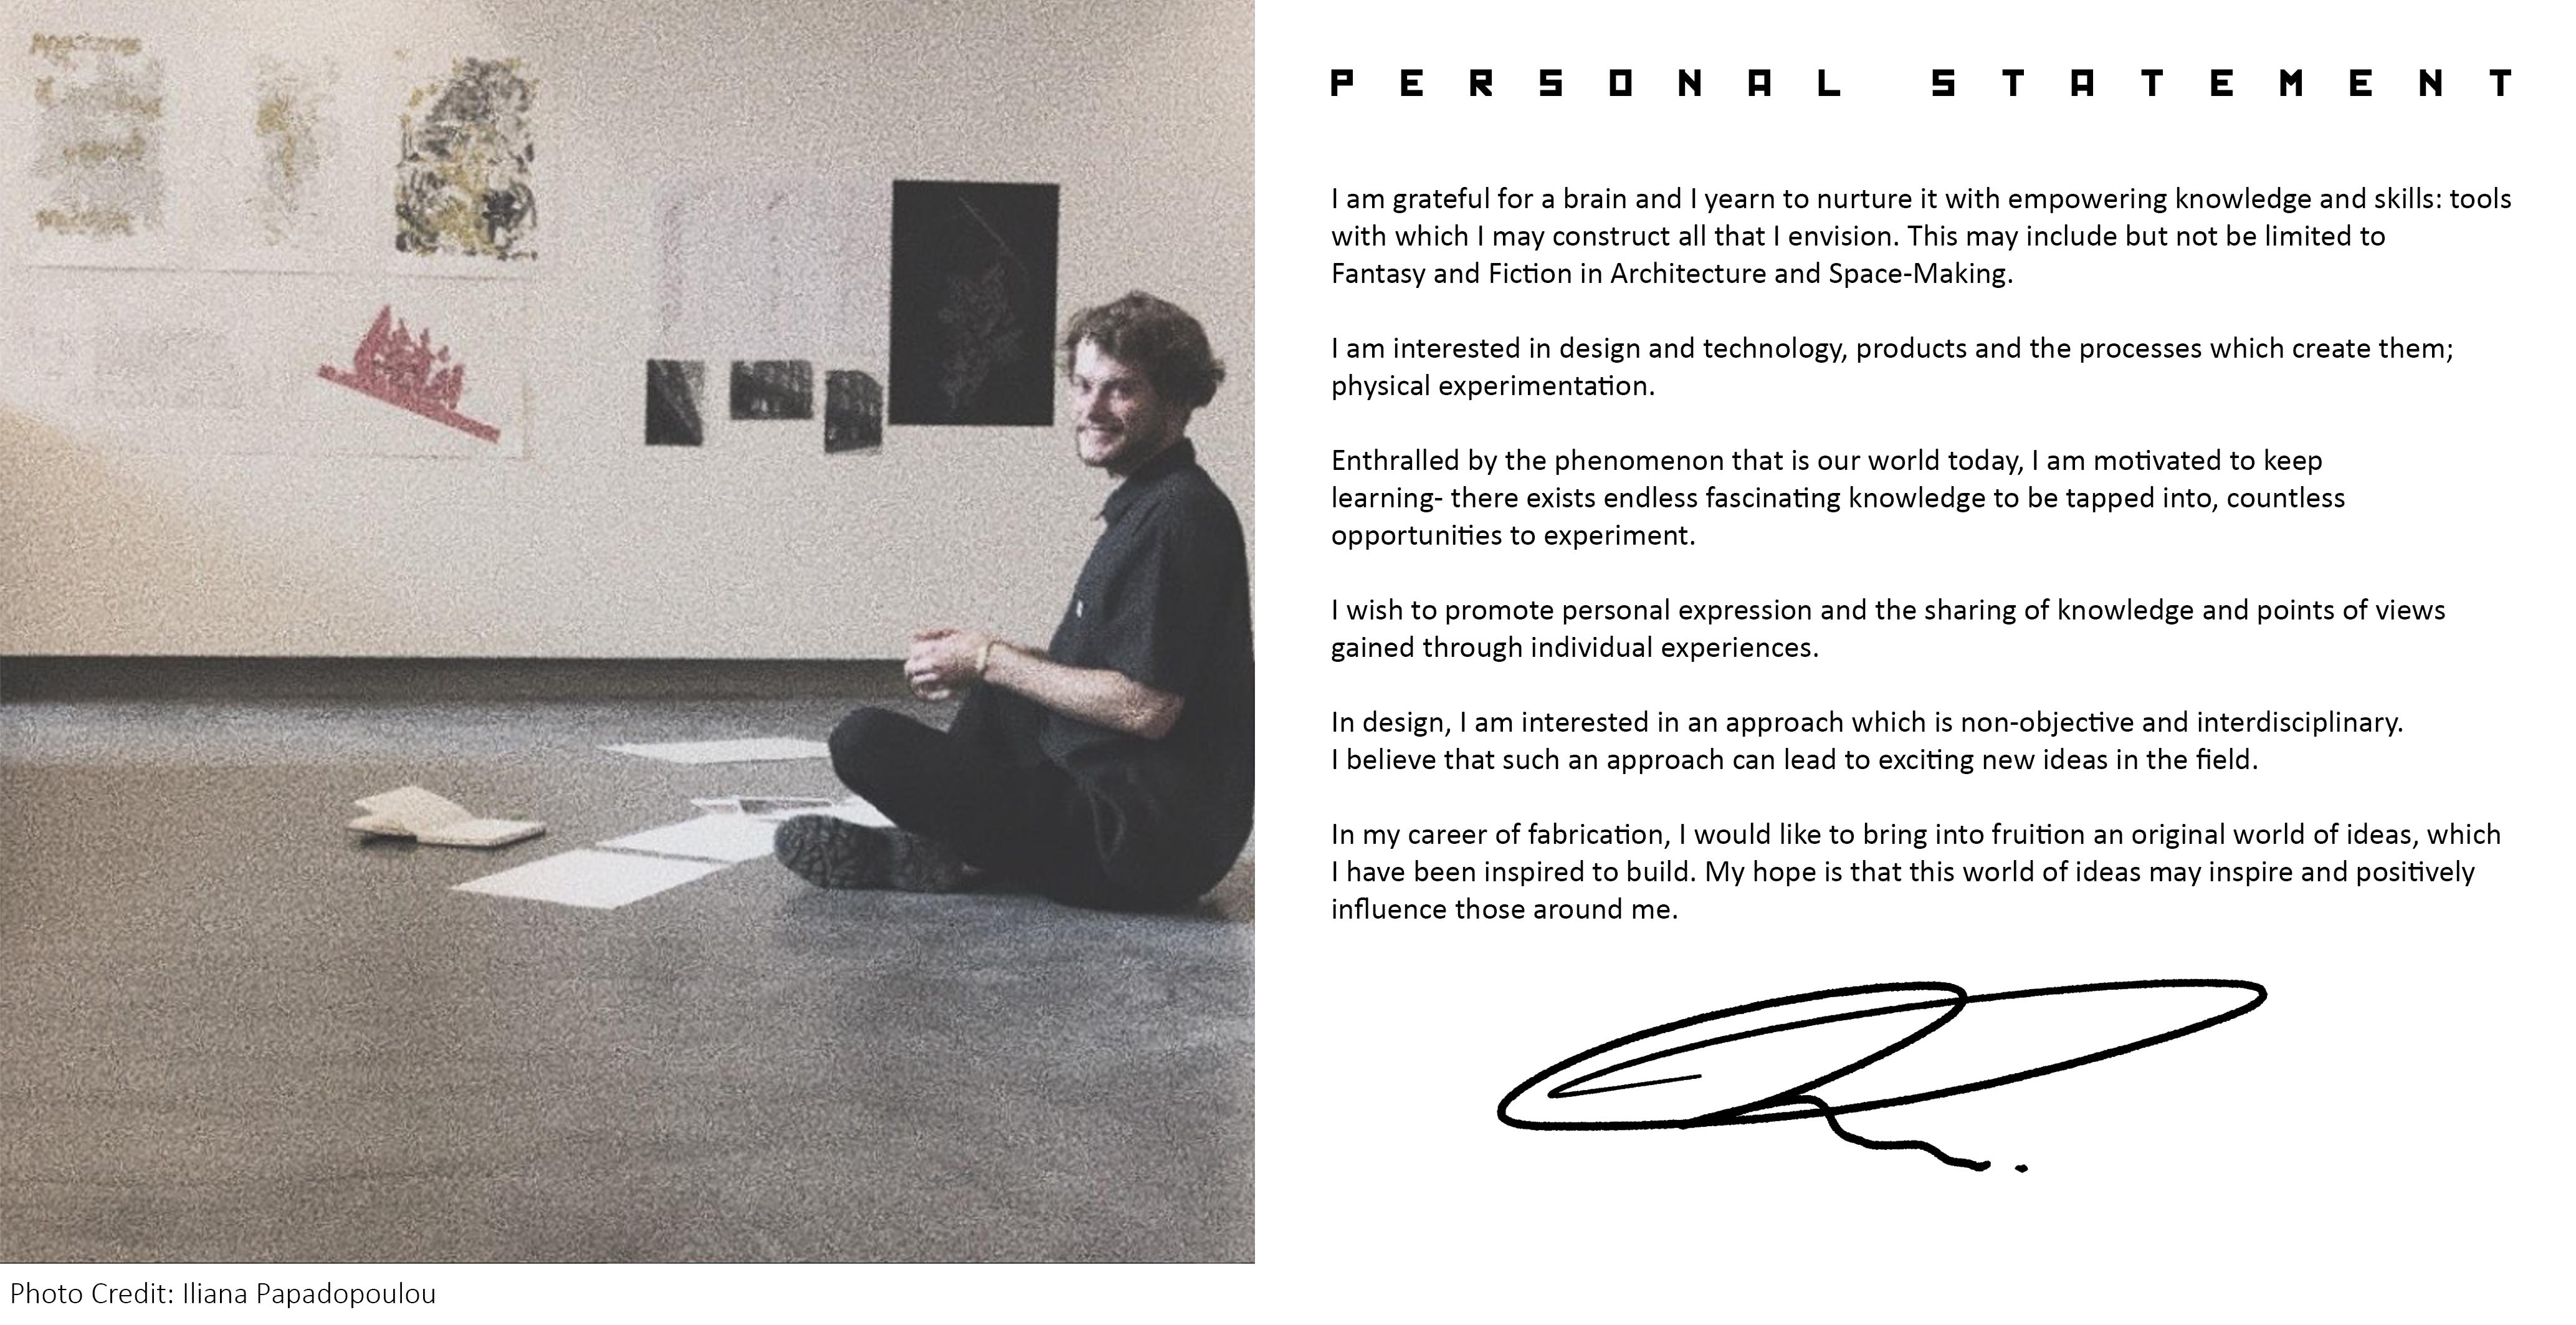 PERSONAL STATEMENT
I am grateful for a brain and I yearn to nurture it with empowering knowledge and skills: tools
with which I may construct all that I envision. This may include but not be limited to
Fantasy and Fiction in Architecture and Space-Making.
I am interested in design and technology, products and the processes which create them;
physical experimentation.
Enthralled by the phenomenon that is our world today, I am motivated to keep
learning- there exists endless fascinating knowledge to be tapped into, countless
opportunities to experiment.
I wish to promote personal expression and the sharing of knowledge and points of views
gained through individual experiences.
In design, I am interested in an approach which is non-objective and interdisciplinary.
I believe that such an approach can lead to exciting new ideas in the field.
In my career of fabrication, I would like to bring into fruition an original world of ideas, which
I have been inspired to build. My hope is that this world of ideas may inspire and positively
influence those around me.
Photo Credit: Iliana Papadopoulou